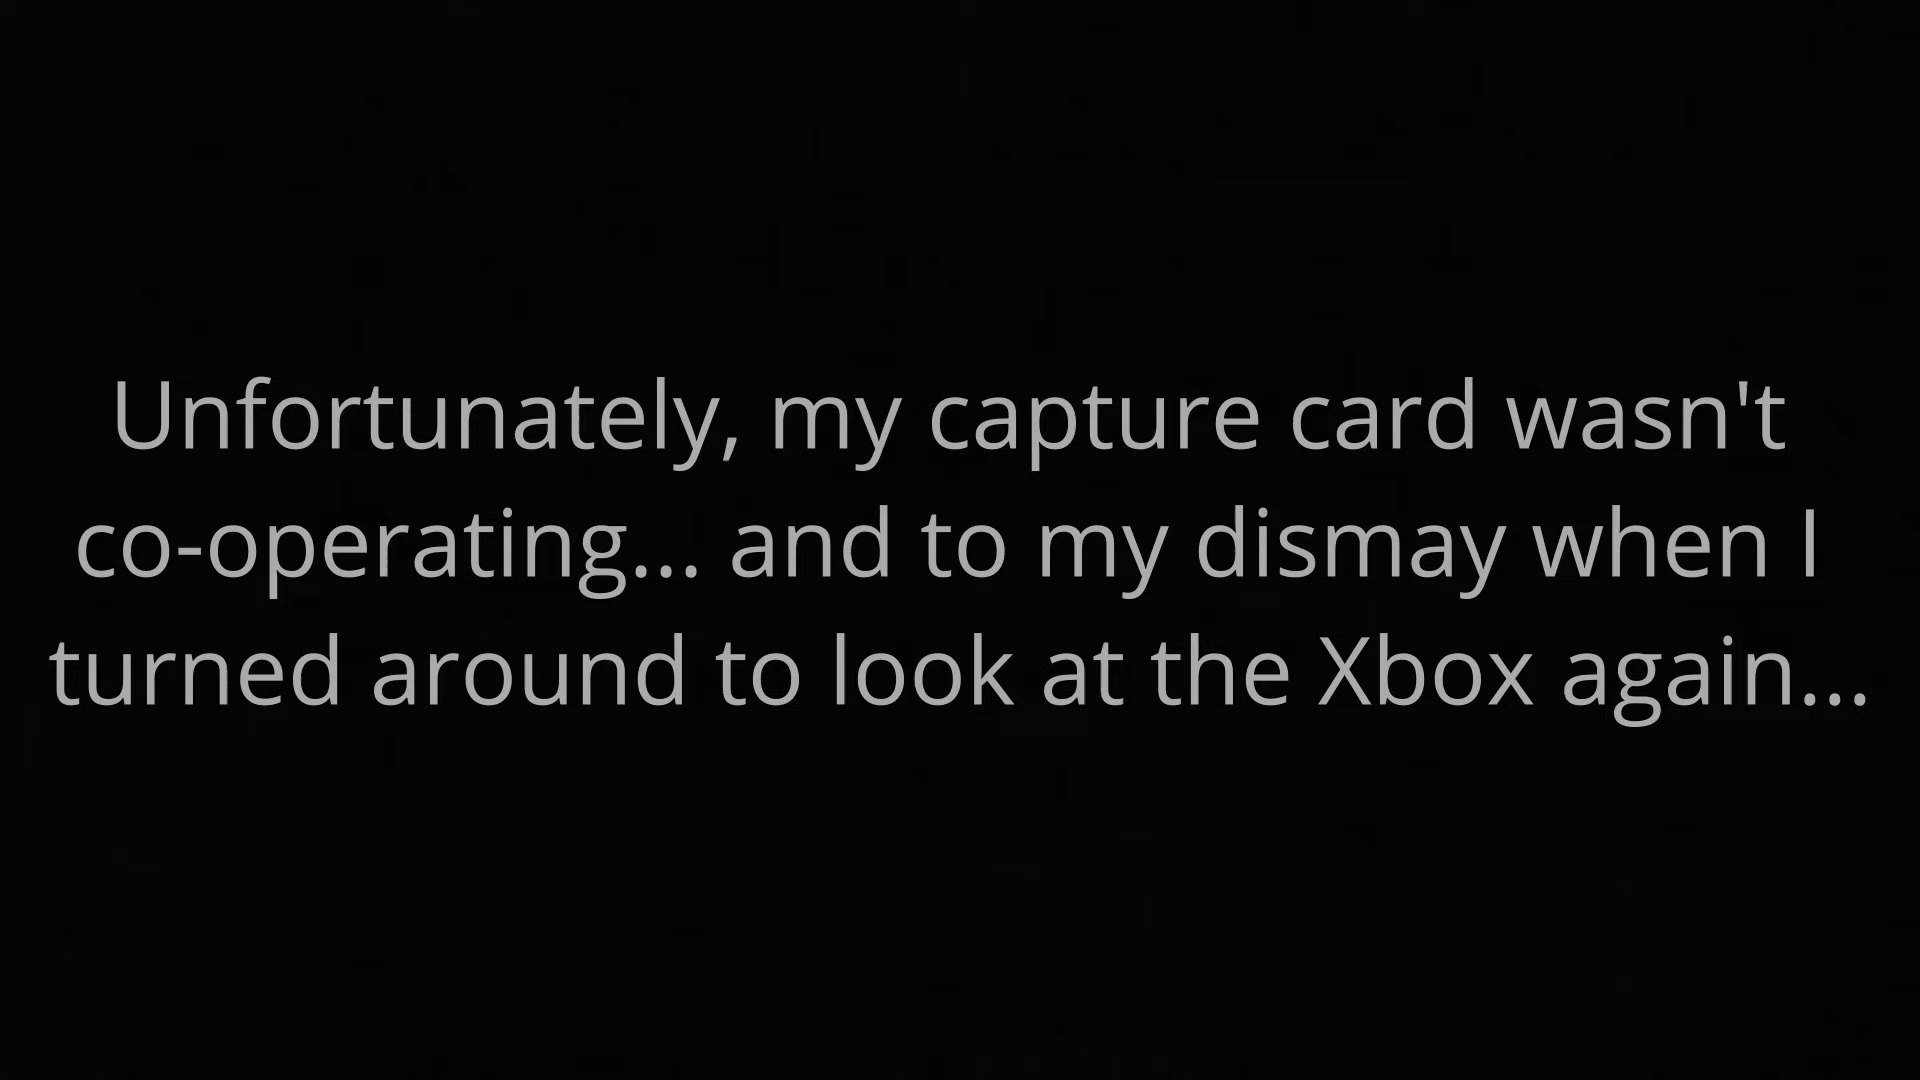 Unfortunately, my capture card wasn't
co-operating... and to my dismay when I
turned around to look at the Xbox again...